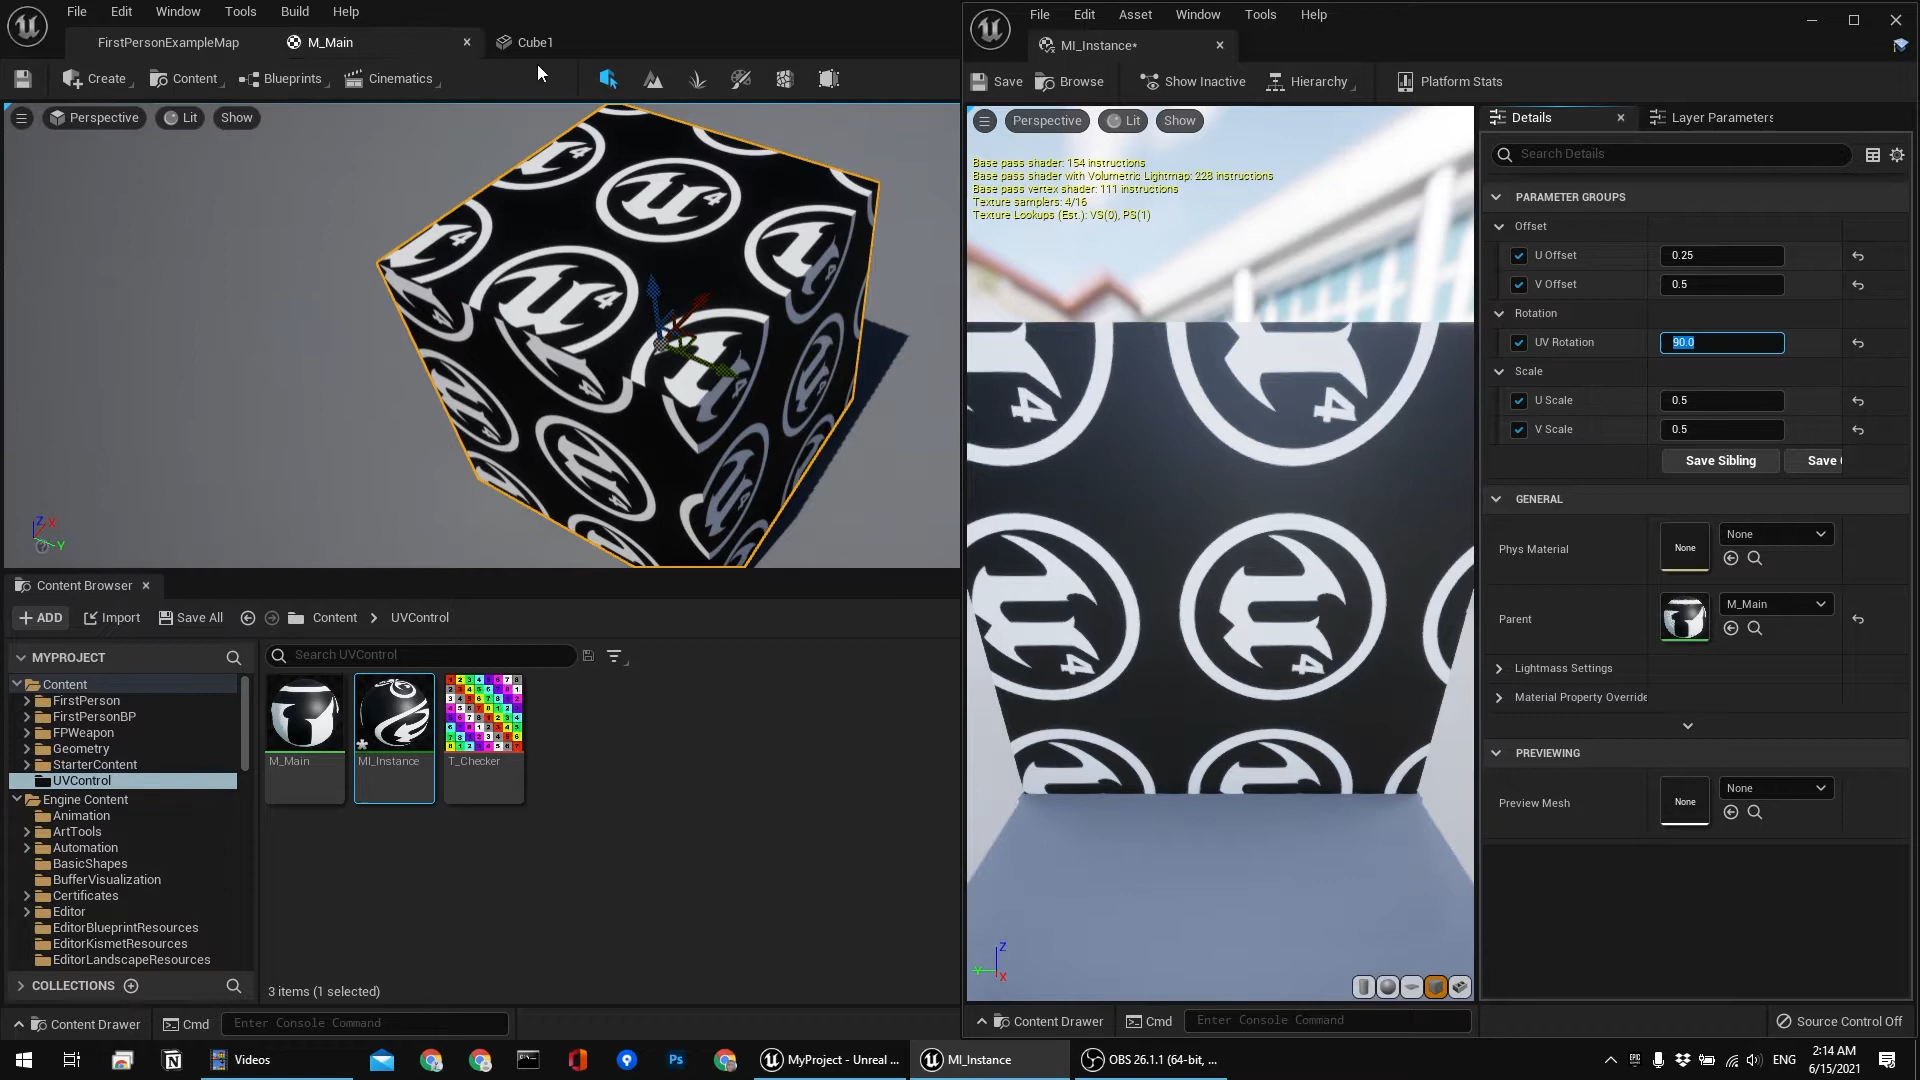 File Edit Window Tools Build Help
FirstPersonExampleMap M_Main Cube1
Create Content Blueprints Cinematics
Perspective Lit Show
Z X Y
Content Browser
ADD Import Save All Content UVControl
MYPROJECT
Search UVControl
Content
FirstPerson
FirstPersonBP
FPWeapon
Geometry
StarterContent
UVControl
Engine Content
Animation
ArtTools
Automation
BasicShapes
BufferVisualization
Certificates
Editor
EditorBlueprintResources
EditorKismetResources
EditorLandscapeResources
COLLECTIONS
M_Main MI_Instance T_Checker
3 items (1 selected)
Content Drawer Cmd Enter Console Command
File Edit Asset Window Tools Help
MI_Instance*
Save Browse Show Inactive Hierarchy Platform Stats
Perspective Lit Show
Base pass shader: 154 instructions
Base pass shader with Volumetric Lightmap: 228 instructions
Base pass vertex shader: 111 instructions
Texture samplers: 4/16
Texture Lookups (Est.): VS(0), PS(1)
Z Y X
Details Layer Parameters
Search Details
PARAMETER GROUPS
Offset
U Offset 0.25
V Offset 0.5
Rotation
UV Rotation 90.0
Scale
U Scale 0.5
V Scale 0.5
Save Sibling Save
GENERAL
Phys Material None None
Parent M_Main
Lightmass Settings
Material Property Override
PREVIEWING
Preview Mesh None None
Content Drawer Cmd Enter Console Command Source Control Off
Videos Ps MyProject - Unreal ... MI_Instance OBS 26.1.1 (64-bit, ... ENG 2:14 AM
6/15/2021